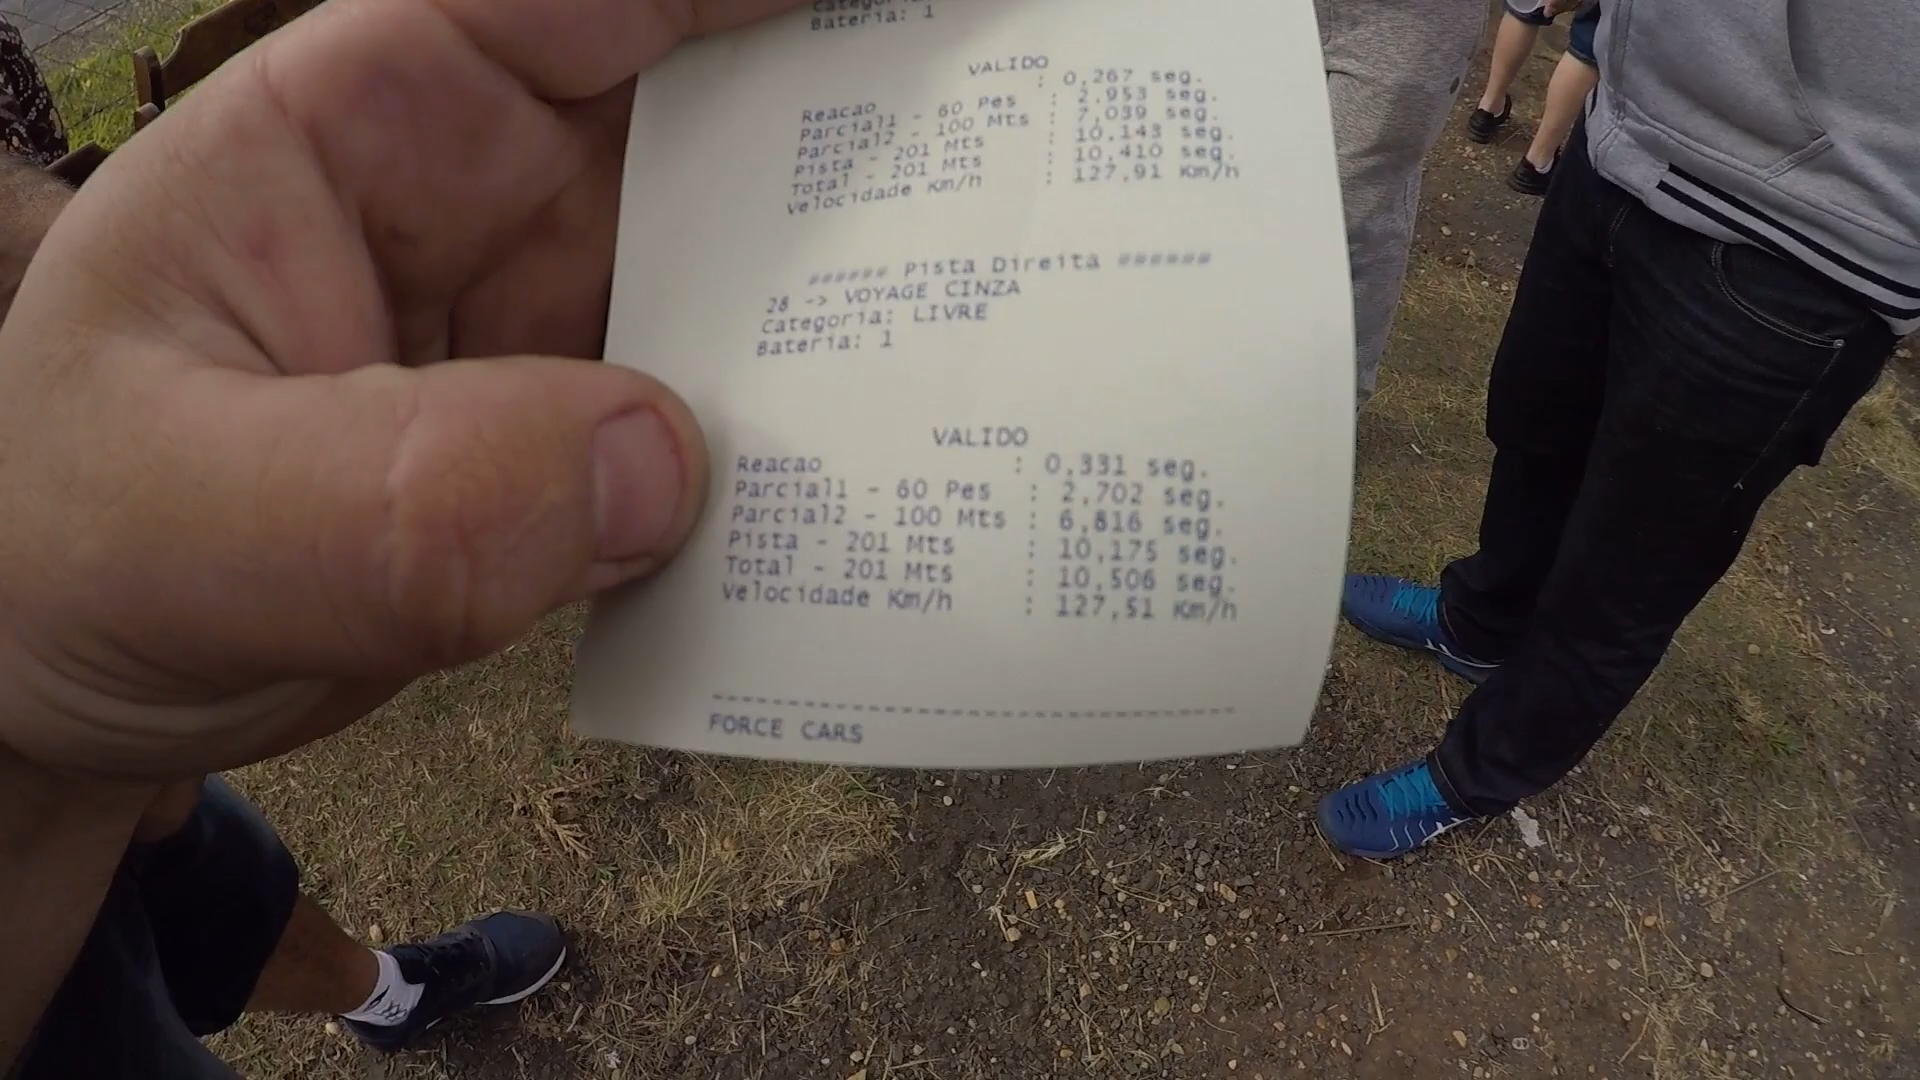 Bateria: 1
VALIDO
Reacao : 0,267 seg.
Parcial1 - 60 Pes : 2,953 seg.
Parcial2 - 100 Mts : 7,039 seg.
Pista - 201 Mts : 10,143 seg.
Total - 201 Mts : 10,410 seg.
Velocidade Km/h : 127,91 Km/h
###### Pista Direita ######
28 -> VOYAGE CINZA
Categoria: LIVRE
Bateria: 1
VALIDO
Reacao : 0,331 seg.
Parcial1 - 60 Pes : 2,702 seg.
Parcial2 - 100 Mts : 6,816 seg.
Pista - 201 Mts : 10,175 seg.
Total - 201 Mts : 10,506 seg.
Velocidade Km/h : 127,51 Km/h
----------------------------------------
FORCE CARS